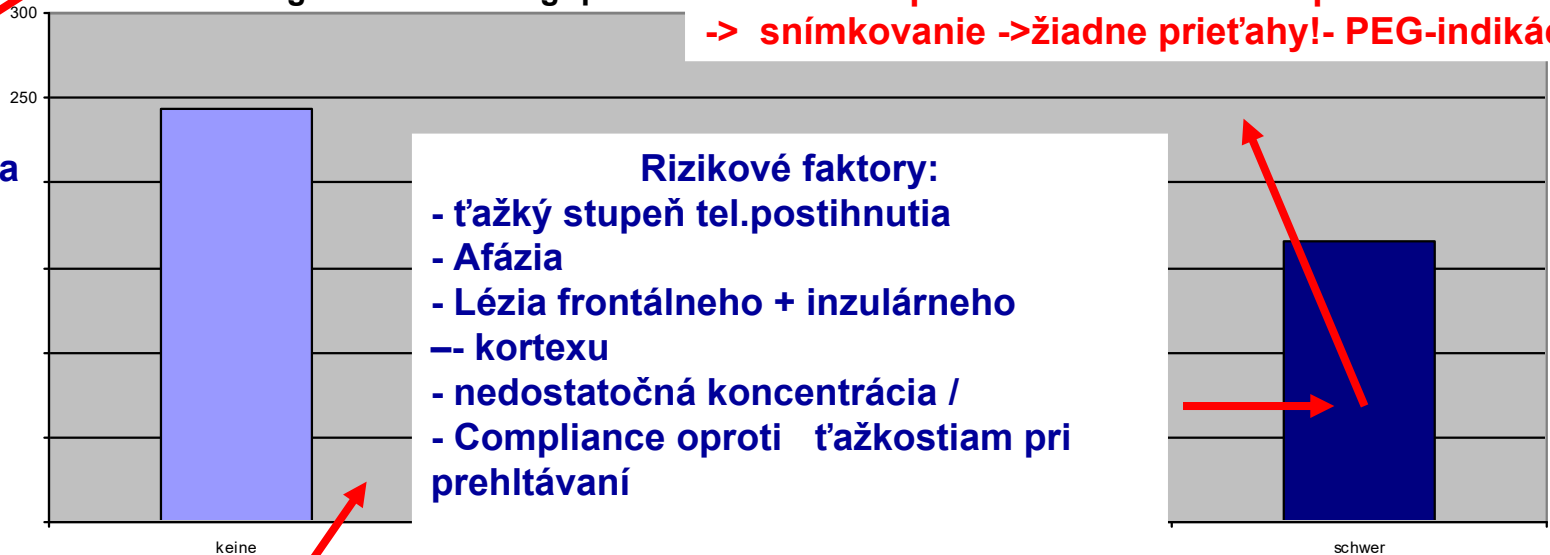 300
-> snímkovanie ->žiadne prieťahy!- PEG-indikác
250
a
Rizikové faktory:
- ťažký stupeň tel.postihnutia
- Afázia
- Lézia frontálneho + inzulárneho
–- kortexu
- nedostatočná koncentrácia /
- Compliance oproti ťažkostiam pri
prehltávaní
keine
schwer